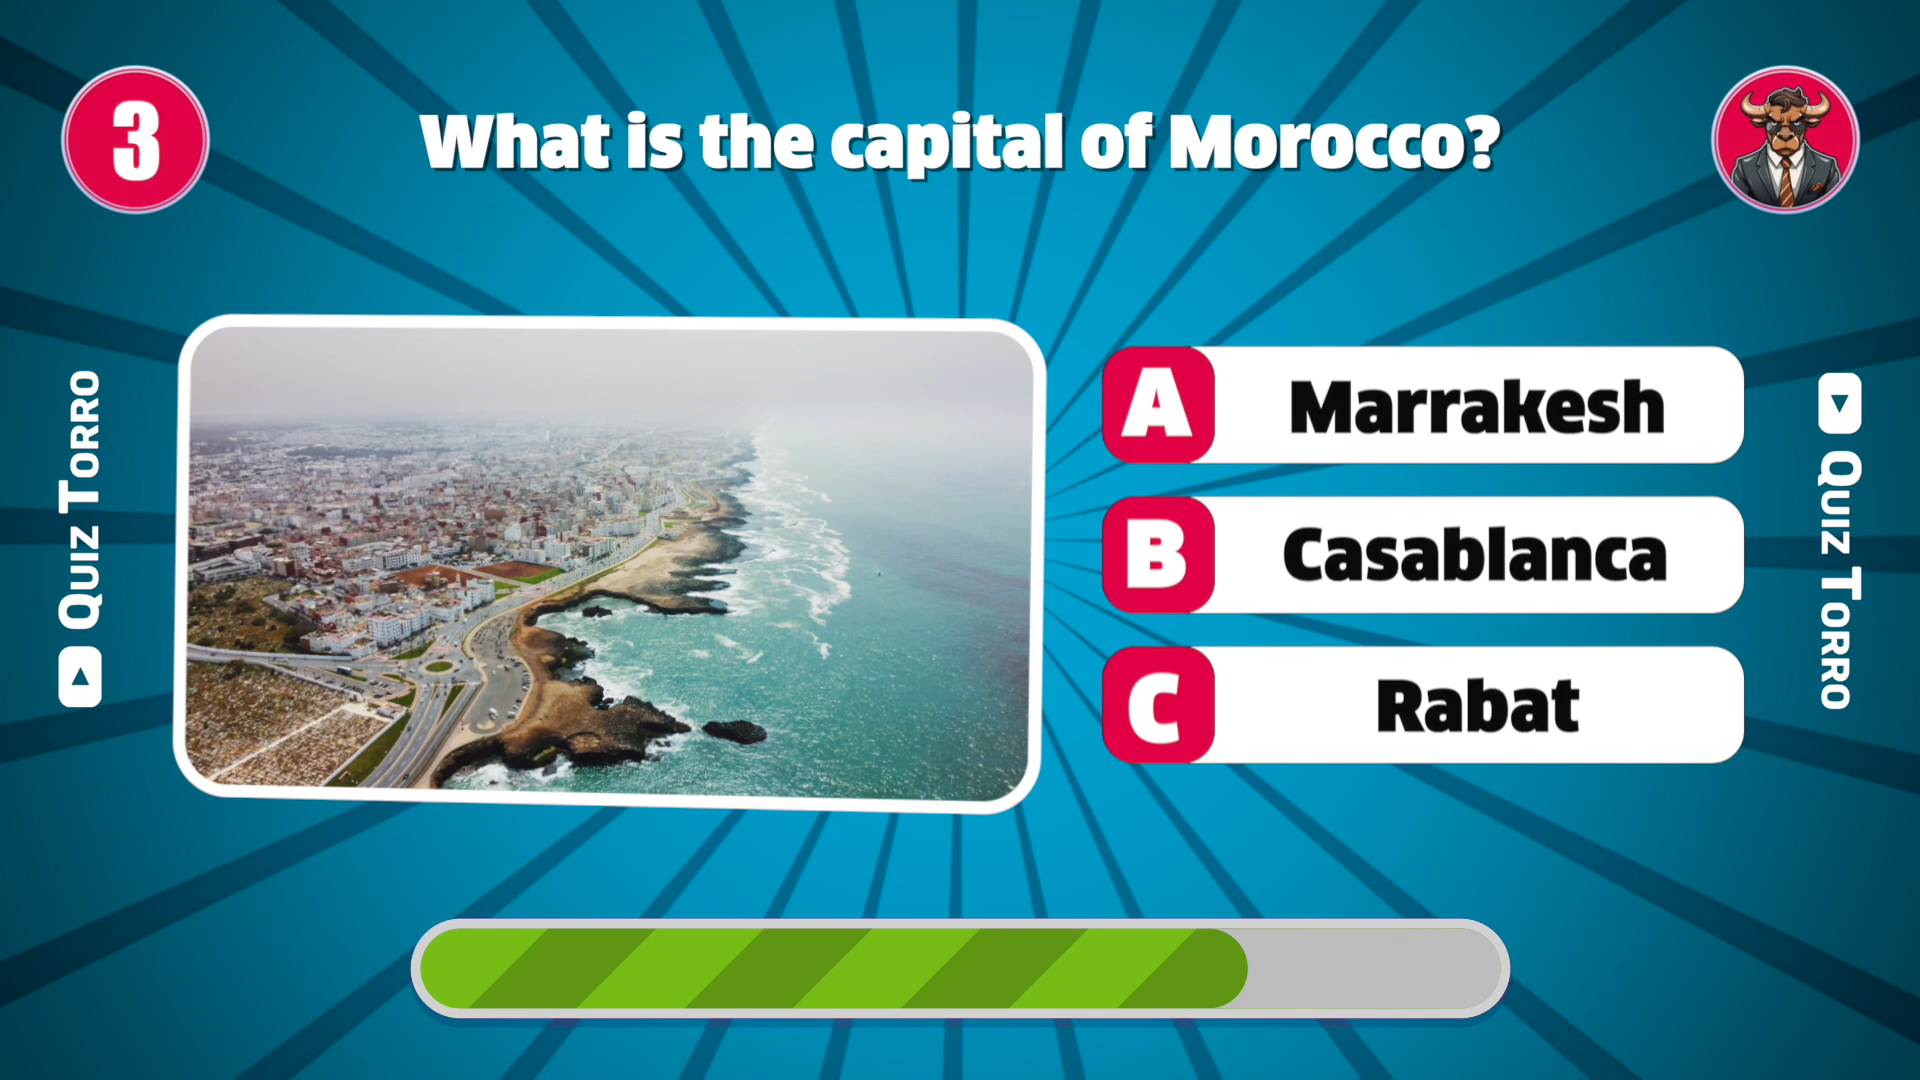 3
What is the capital of Morocco?
Quiz Torro
A Marrakesh
B Casablanca
C Rabat
Quiz Torro